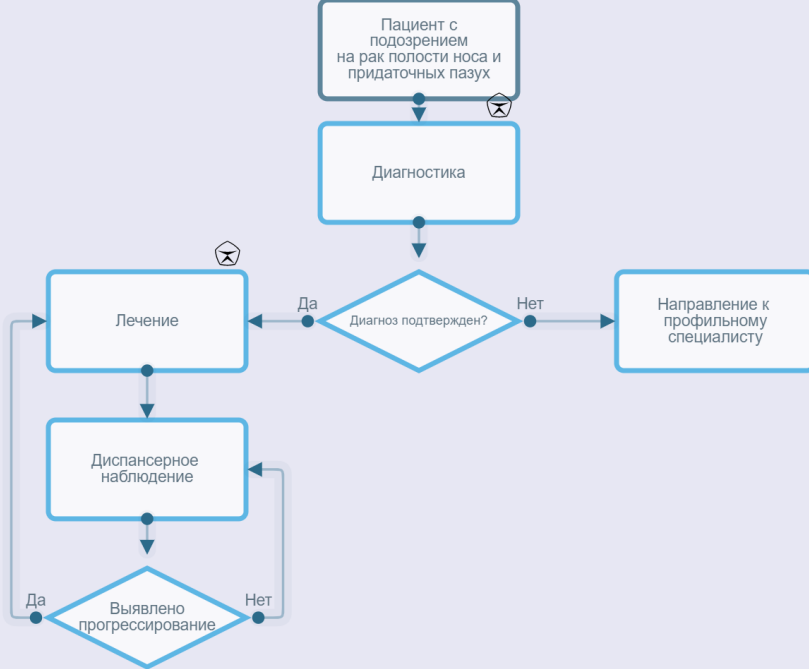 Пациент с
подозрением
на рак полости носа и
придаточных пазух
Диагностика
Да
Диагноз подтвержден?
Нет
Лечение
Направление к
профильному
специалисту
Диспансерное
наблюдение
Да
Выявлено
прогрессирование
Нет